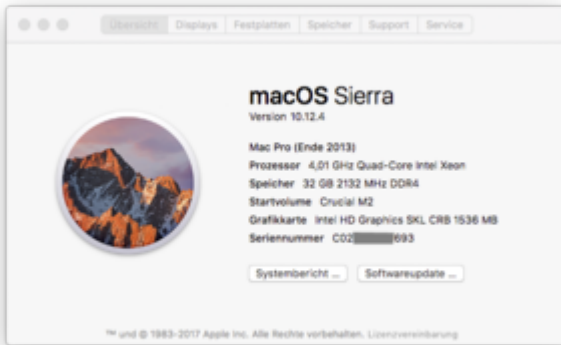 Übersicht Displays Festplatten Speicher Support Service
macOS Sierra
Version 10.12.4
Mac Pro (Ende 2013)
Prozessor 4,01 GHz Quad-Core Intel Xeon
Speicher 32 GB 2132 MHz DDR4
Startvolume Crucial M2
Grafikkarte Intel HD Graphics SKL CRB 1536 MB
Seriennummer C02 693
Systembericht ... Softwareupdate ...
™ und © 1983-2017 Apple Inc. Alle Rechte vorbehalten. Lizenzvereinbarung